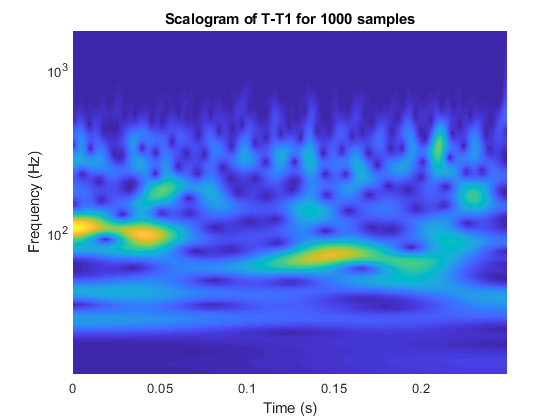 Scalogram of T-T1 for 1000 samples
10^3
10^2
Frequency (Hz)
0 0.05 0.1 0.15 0.2
Time (s)